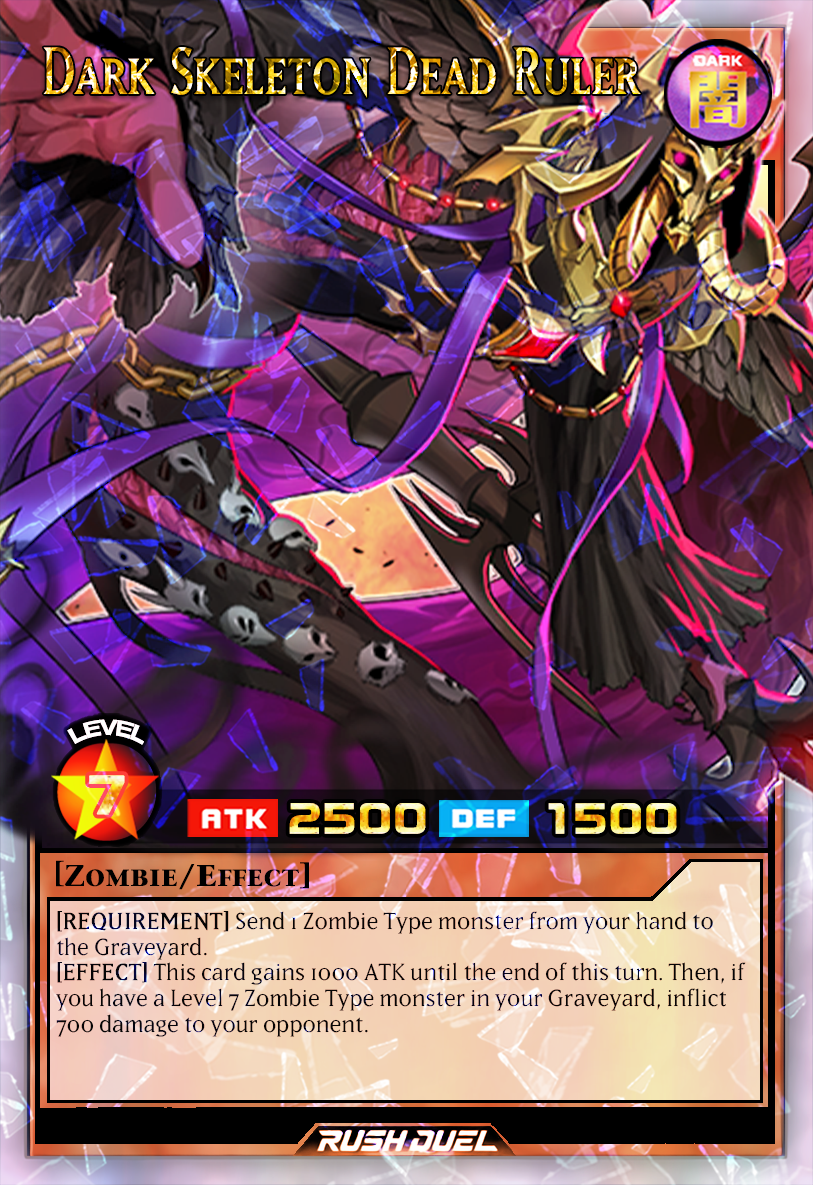 Dark Skeleton Dead Ruler
DARK
闇
LEVEL
7
ATK 2500 DEF 1500
[Zombie/Effect]
[REQUIREMENT] Send 1 Zombie Type monster from your hand to
the Graveyard.
[EFFECT] This card gains 1000 ATK until the end of this turn. Then, if
you have a Level 7 Zombie Type monster in your Graveyard, inflict
700 damage to your opponent.
RUSH DUEL